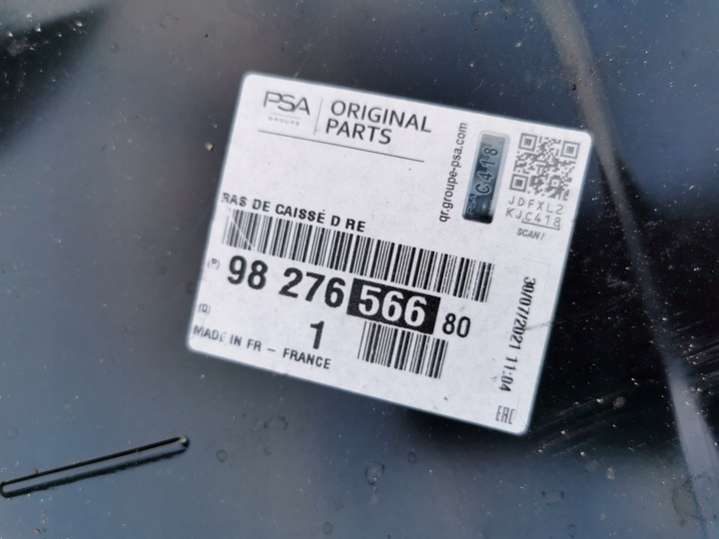 PSA
GROUPE
ORIGINAL
PARTS
qr.groupe-psa.com
C418
JDFXL2
KJC418
SCAN!
BAS DE CAISSE D RE
(P)
98 276 566 80
(Q)
1
MADE IN FR - FRANCE
30/07/2021 11:04
EAC